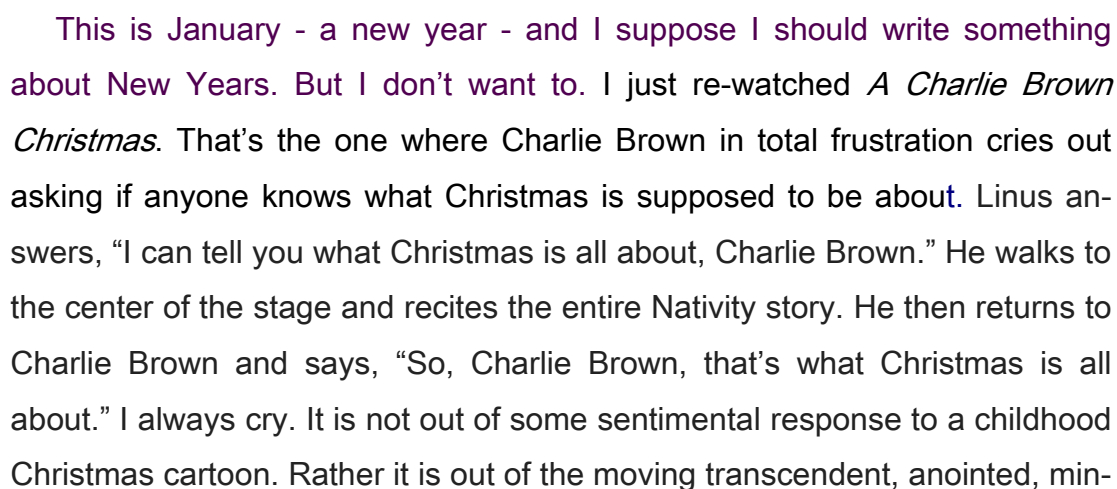 This is January - a new year - and I suppose I should write something
about New Years. But I don’t want to. I just re-watched A Charlie Brown
Christmas. That’s the one where Charlie Brown in total frustration cries out
asking if anyone knows what Christmas is supposed to be about. Linus an-
swers, “I can tell you what Christmas is all about, Charlie Brown.” He walks to
the center of the stage and recites the entire Nativity story. He then returns to
Charlie Brown and says, “So, Charlie Brown, that’s what Christmas is all
about.” I always cry. It is not out of some sentimental response to a childhood
Christmas cartoon. Rather it is out of the moving transcendent, anointed, min-